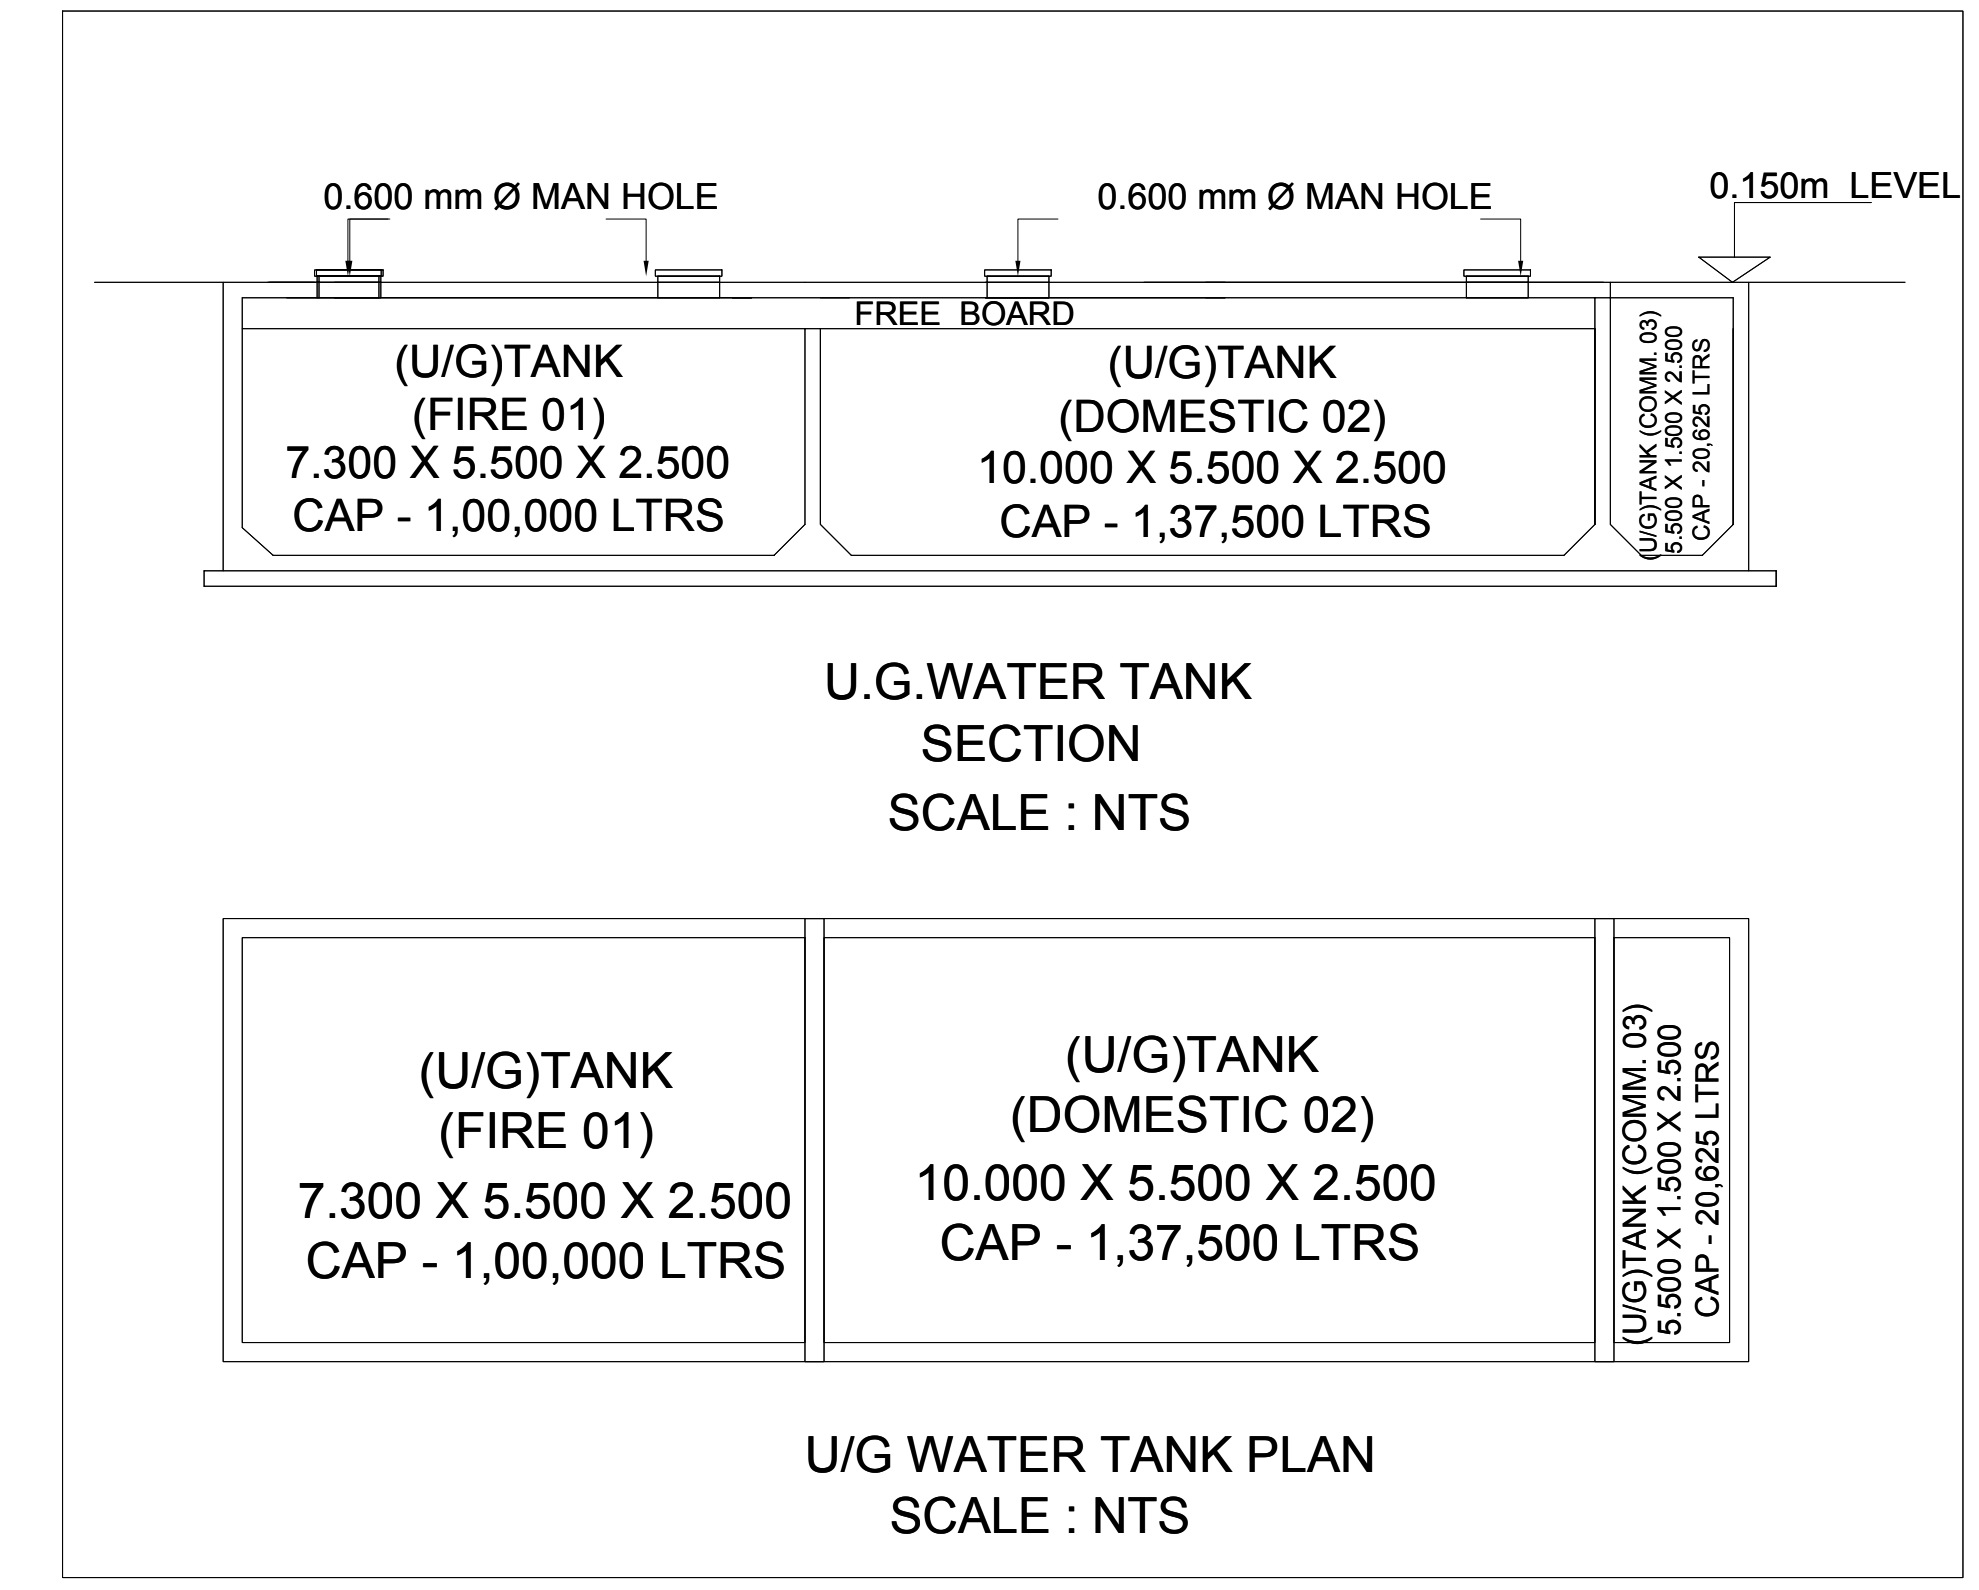 0.600 mm Ø MAN HOLE
0.600 mm Ø MAN HOLE
0.150m LEVEL
FREE BOARD
(U/G)TANK
(FIRE 01)
7.300 X 5.500 X 2.500
CAP - 1,00,000 LTRS
(U/G)TANK
(DOMESTIC 02)
10.000 X 5.500 X 2.500
CAP - 1,37,500 LTRS
(U/G)TANK (COMM. 03)
5.500 X 1.500 X 2.500
CAP - 20,625 LTRS
U.G.WATER TANK
SECTION
SCALE : NTS
(U/G)TANK
(FIRE 01)
7.300 X 5.500 X 2.500
CAP - 1,00,000 LTRS
(U/G)TANK
(DOMESTIC 02)
10.000 X 5.500 X 2.500
CAP - 1,37,500 LTRS
(U/G)TANK (COMM. 03)
5.500 X 1.500 X 2.500
CAP - 20,625 LTRS
U/G WATER TANK PLAN
SCALE : NTS